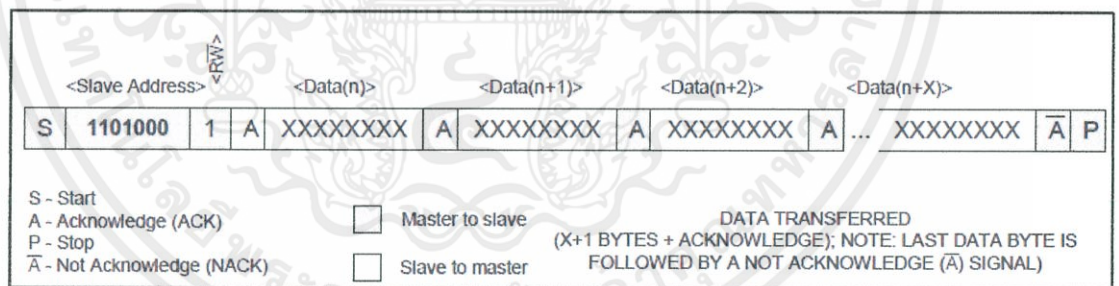 <Slave Address> <RW̅> <Data(n)> <Data(n+1)> <Data(n+2)> <Data(n+X)>
S 1101000 1 A XXXXXXXX A XXXXXXXX A XXXXXXXX A ... XXXXXXXX A̅ P
S - Start
A - Acknowledge (ACK)
P - Stop
A̅ - Not Acknowledge (NACK)
Master to slave
Slave to master
DATA TRANSFERRED
(X+1 BYTES + ACKNOWLEDGE); NOTE: LAST DATA BYTE IS
FOLLOWED BY A NOT ACKNOWLEDGE (A̅) SIGNAL)